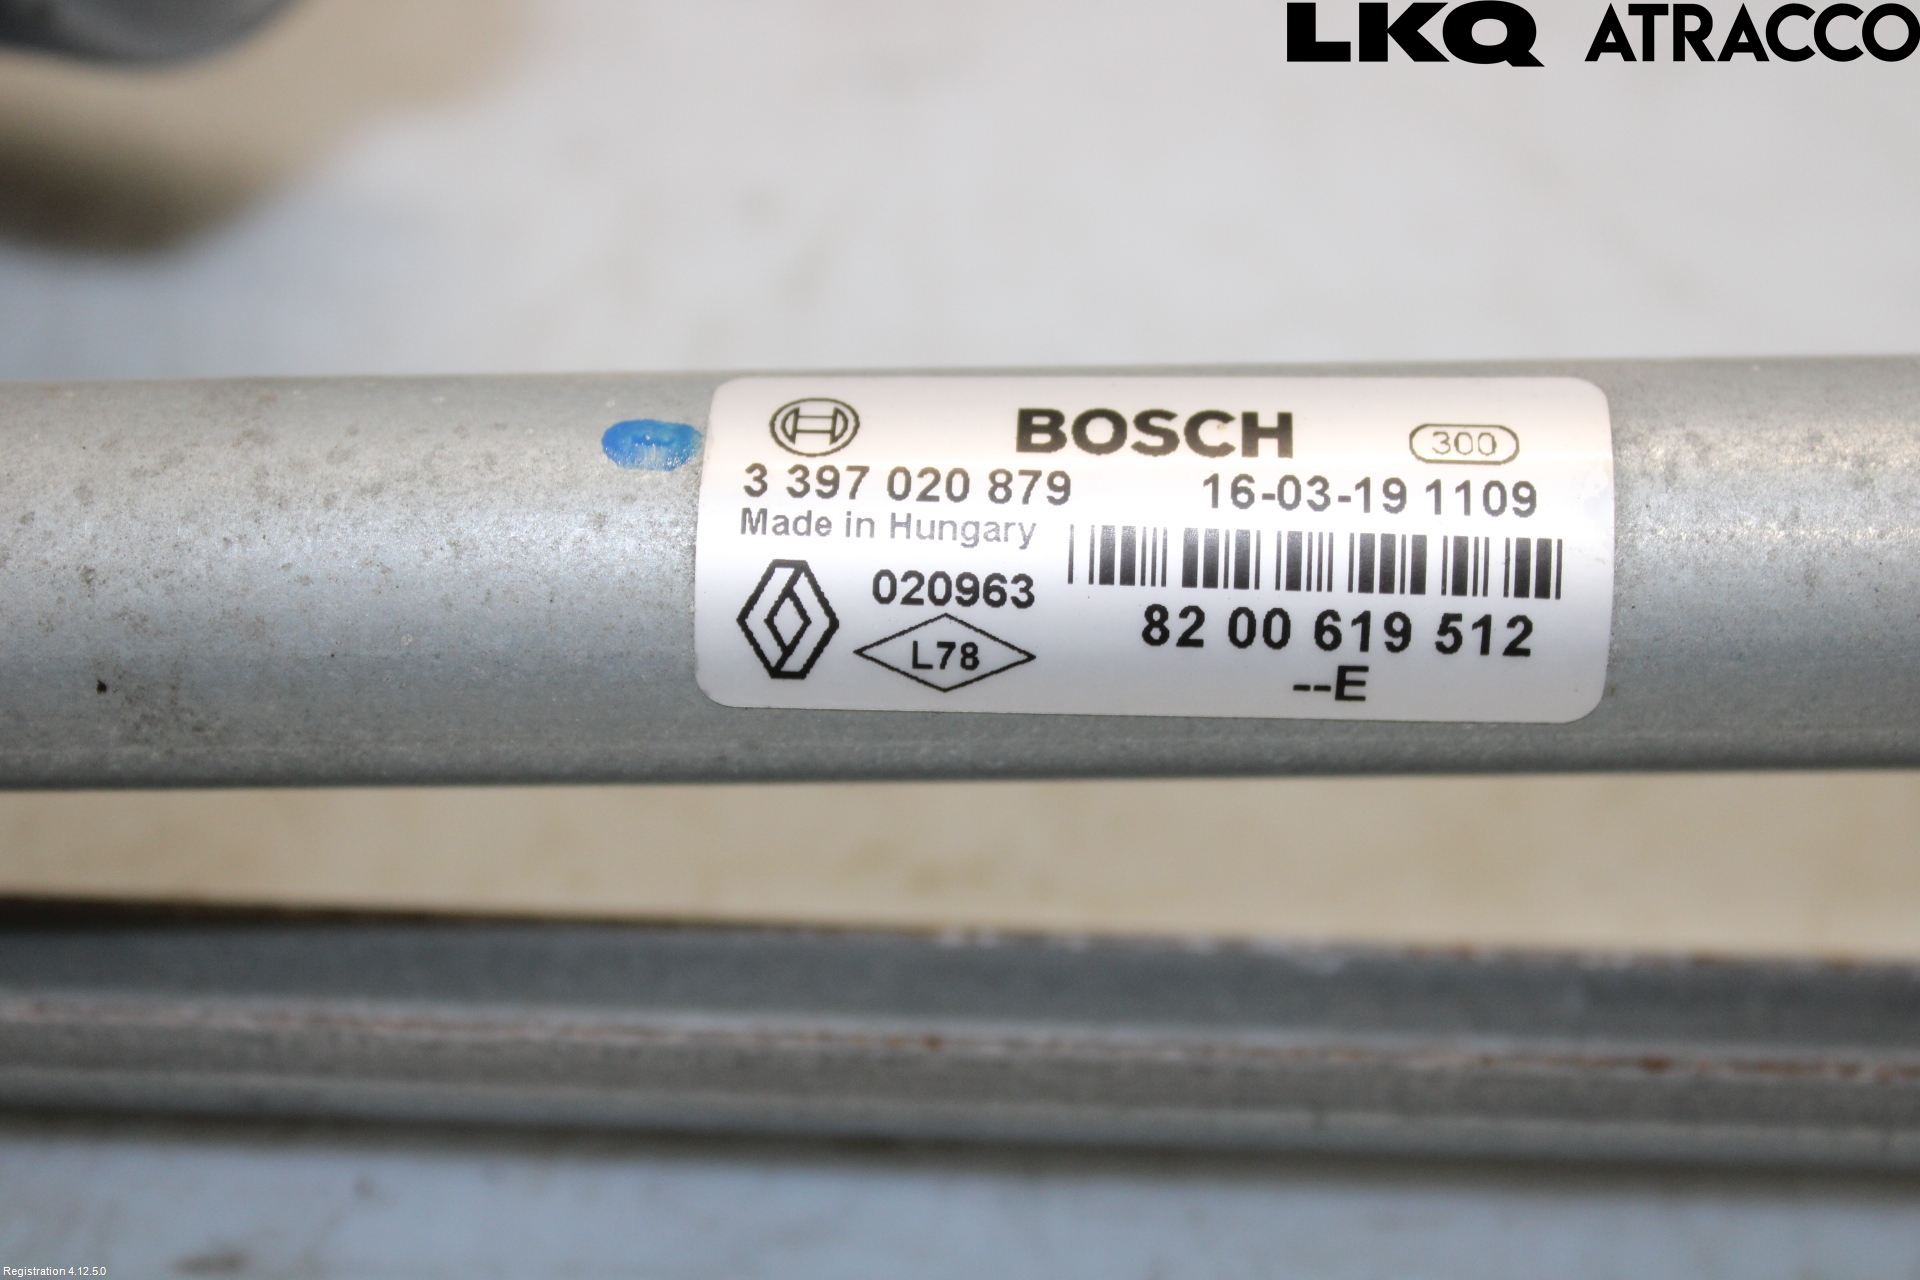 LKQ ATRACCO
BOSCH 300
3 397 020 879 16-03-19 1109
Made in Hungary
020963
L78
82 00 619 512
--E
Registration 4.12.5.0